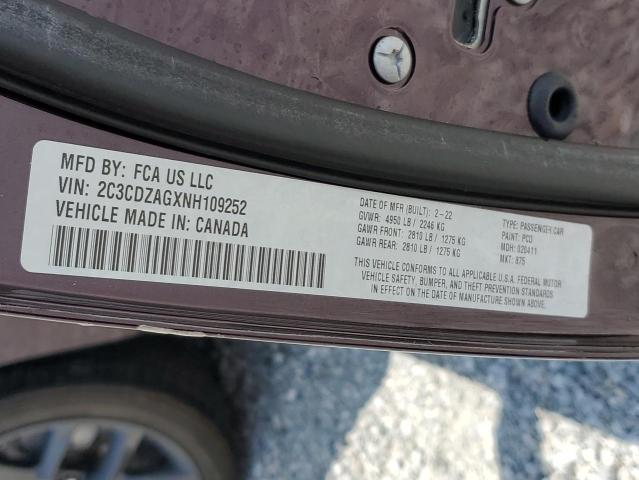 MFD BY: FCA US LLC
VIN: 2C3CDZAGXNH109252
VEHICLE MADE IN: CANADA
DATE OF MFR (BUILT): 2-22
GVWR: 4950 LB / 2246 KG
GAWR FRONT: 2810 LB / 1275 KG
GAWR REAR: 2810 LB / 1275 KG
TYPE: PASSENGER CAR
PAINT: PCD
MDH: 020411
MKT: 875
THIS VEHICLE CONFORMS TO ALL APPLICABLE U.S.A. FEDERAL MOTOR
VEHICLE SAFETY, BUMPER, AND THEFT PREVENTION STANDARDS
IN EFFECT ON THE DATE OF MANUFACTURE SHOWN ABOVE.